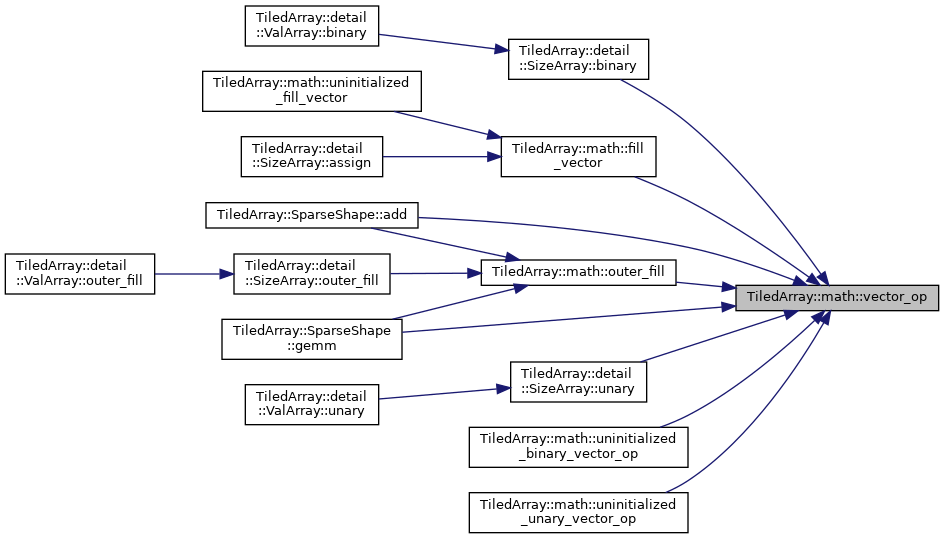 TiledArray::detail
::ValArray::binary
TiledArray::detail
::SizeArray::binary
TiledArray::math::uninitialized
_fill_vector
TiledArray::math::fill
_vector
TiledArray::detail
::SizeArray::assign
TiledArray::SparseShape::add
TiledArray::detail
::ValArray::outer_fill
TiledArray::detail
::SizeArray::outer_fill
TiledArray::math::outer_fill
TiledArray::math::vector_op
TiledArray::SparseShape
::gemm
TiledArray::detail
::SizeArray::unary
TiledArray::detail
::ValArray::unary
TiledArray::math::uninitialized
_binary_vector_op
TiledArray::math::uninitialized
_unary_vector_op